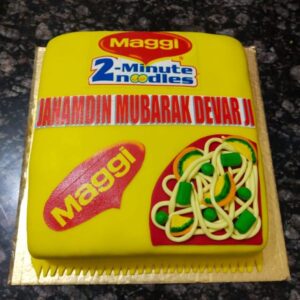 Maggi
2-Minute
noodles
JANAMDIN MUBARAK DEVAR JI
Maggi